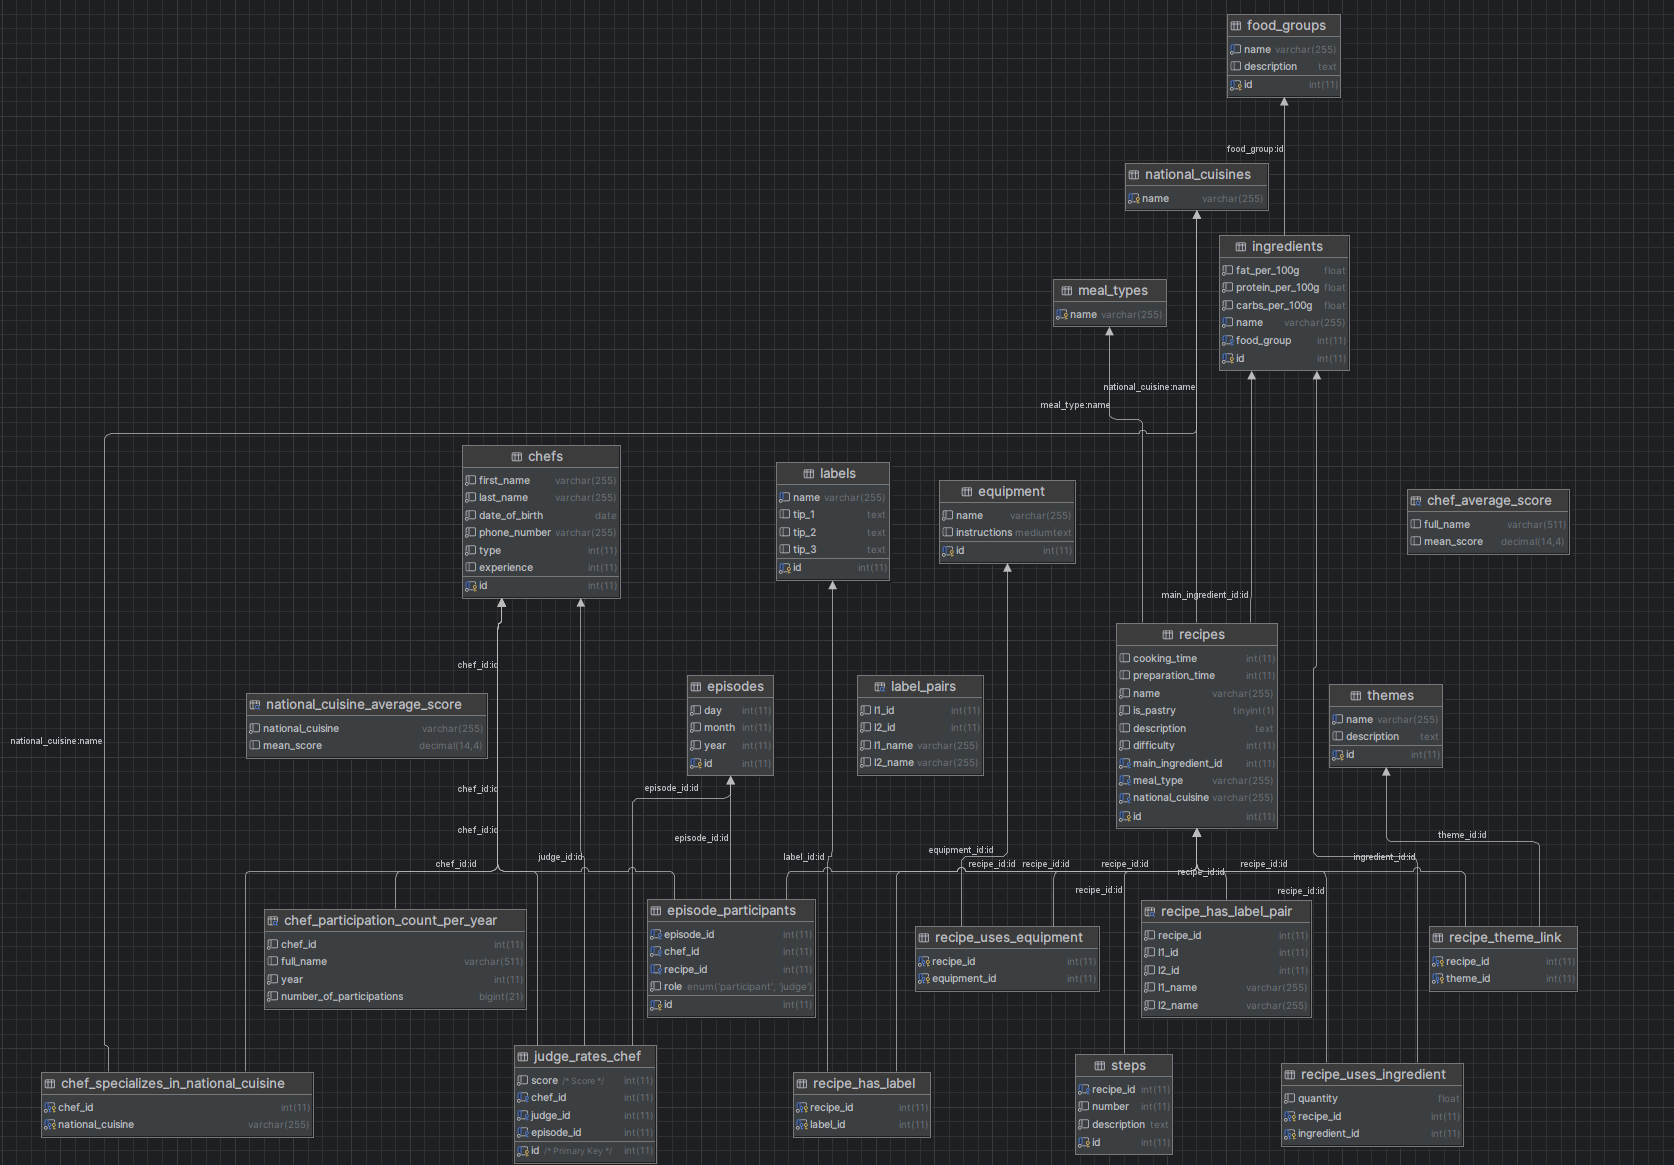 food_groups
name varchar(255)
description text
id int(11)
food_group:id
national_cuisines
name varchar(255)
ingredients
fat_per_100g float
protein_per_100g float
carbs_per_100g float
name varchar(255)
food_group int(11)
id int(11)
meal_types
name varchar(255)
national_cuisine:name
meal_type:name
chefs
first_name varchar(255)
last_name varchar(255)
date_of_birth date
phone_number varchar(255)
type int(11)
experience int(11)
id int(11)
labels
name varchar(255)
tip_1 text
tip_2 text
tip_3 text
id int(11)
equipment
name varchar(255)
instructions mediumtext
id int(11)
chef_average_score
full_name varchar(511)
mean_score decimal(14,4)
main_ingredient_id:id
recipes
cooking_time int(11)
preparation_time int(11)
name varchar(255)
is_pastry tinyint(1)
description text
difficulty int(11)
main_ingredient_id int(11)
meal_type varchar(255)
national_cuisine varchar(255)
id int(11)
chef_id:id
national_cuisine_average_score
national_cuisine varchar(255)
mean_score decimal(14,4)
episodes
day int(11)
month int(11)
year int(11)
id int(11)
label_pairs
l1_id int(11)
l2_id int(11)
l1_name varchar(255)
l2_name varchar(255)
themes
name varchar(255)
description text
id int(11)
national_cuisine:name
chef_id:id
episode_id:id
chef_id:id
episode_id:id
theme_id:id
chef_id:id
judge_id:id
label_id:id
equipment_id:id
recipe_id:id
recipe_id:id
recipe_id:id
recipe_id:id
recipe_id:id
ingredient_id:id
recipe_id:id
recipe_id:id
chef_participation_count_per_year
chef_id int(11)
full_name varchar(511)
year int(11)
number_of_participations bigint(21)
episode_participants
episode_id int(11)
chef_id int(11)
recipe_id int(11)
role enum('participant', 'judge')
id int(11)
recipe_uses_equipment
recipe_id int(11)
equipment_id int(11)
recipe_has_label_pair
recipe_id int(11)
l1_id int(11)
l2_id int(11)
l1_name varchar(255)
l2_name varchar(255)
recipe_theme_link
recipe_id int(11)
theme_id int(11)
chef_specializes_in_national_cuisine
chef_id int(11)
national_cuisine varchar(255)
judge_rates_chef
score /* Score */ int(11)
chef_id int(11)
judge_id int(11)
episode_id int(11)
id /* Primary Key */ int(11)
recipe_has_label
recipe_id int(11)
label_id int(11)
steps
recipe_id int(11)
number int(11)
description text
id int(11)
recipe_uses_ingredient
quantity float
recipe_id int(11)
ingredient_id int(11)